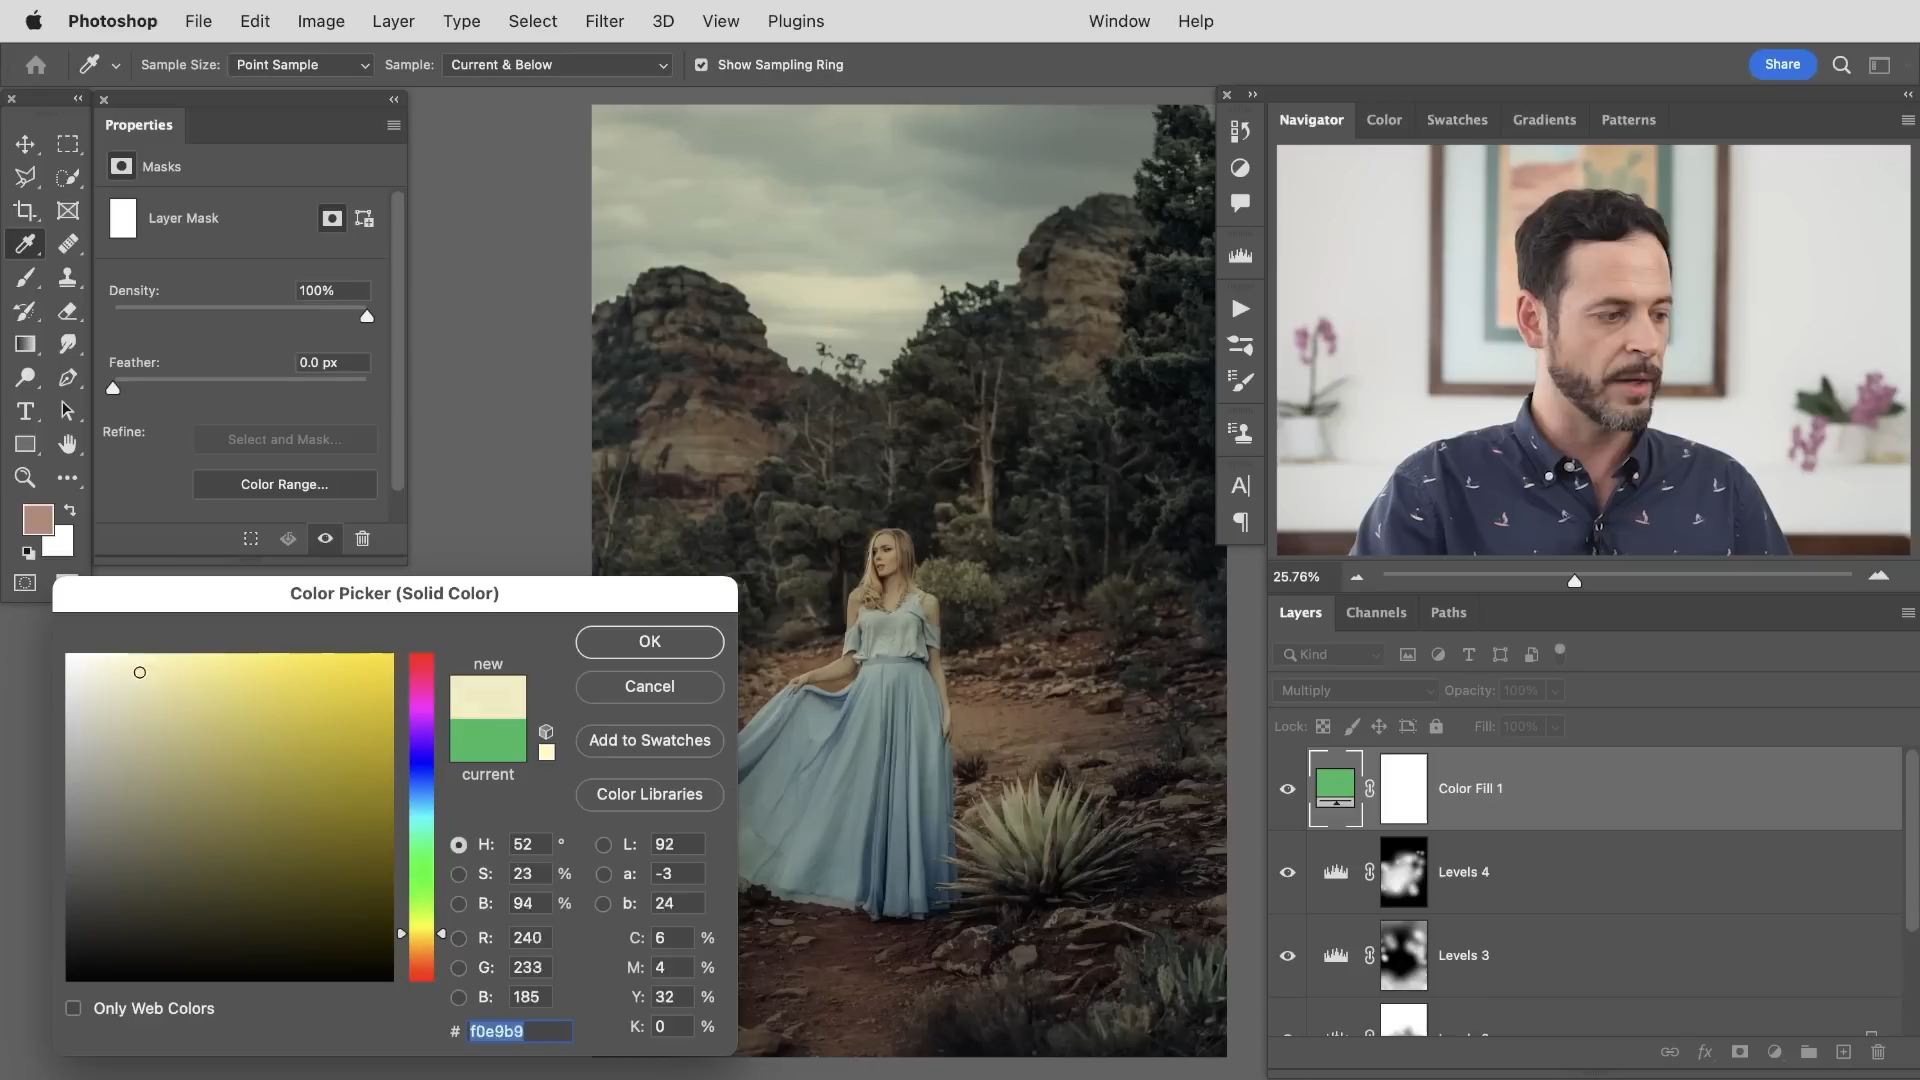 Photoshop File Edit Image Layer Type Select Filter 3D View Plugins Window Help
Sample Size: Point Sample Sample: Current & Below Show Sampling Ring Share
Properties
Masks
Layer Mask
Density: 100%
Feather: 0.0 px
Refine: Select and Mask...
Color Range...
Color Picker (Solid Color)
new
current
OK
Cancel
Add to Swatches
Color Libraries
H: 52 °
S: 23 %
B: 94 %
R: 240
G: 233
B: 185
# f0e9b9
L: 92
a: -3
b: 24
C: 6 %
M: 4 %
Y: 32 %
K: 0 %
Only Web Colors
Navigator Color Swatches Gradients Patterns
25.76%
Layers Channels Paths
Kind
Multiply Opacity: 100%
Lock: Fill: 100%
Color Fill 1
Levels 4
Levels 3